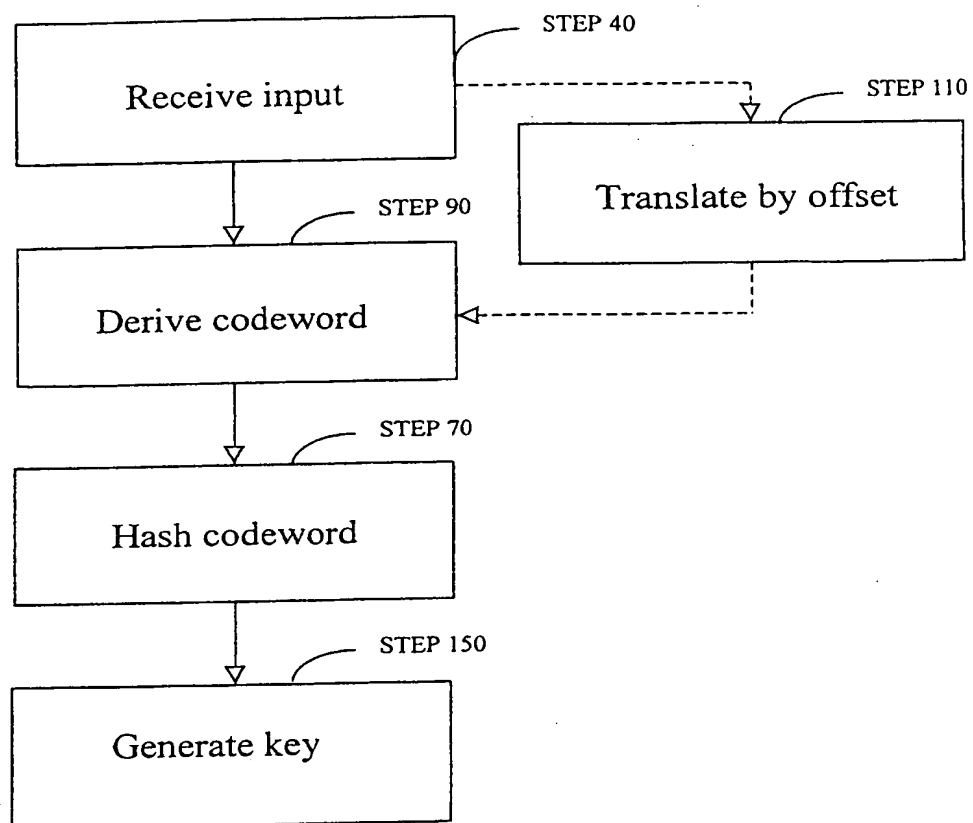 STEP 40
Receive input
STEP 110
Translate by offset
STEP 90
Derive codeword
STEP 70
Hash codeword
STEP 150
Generate key